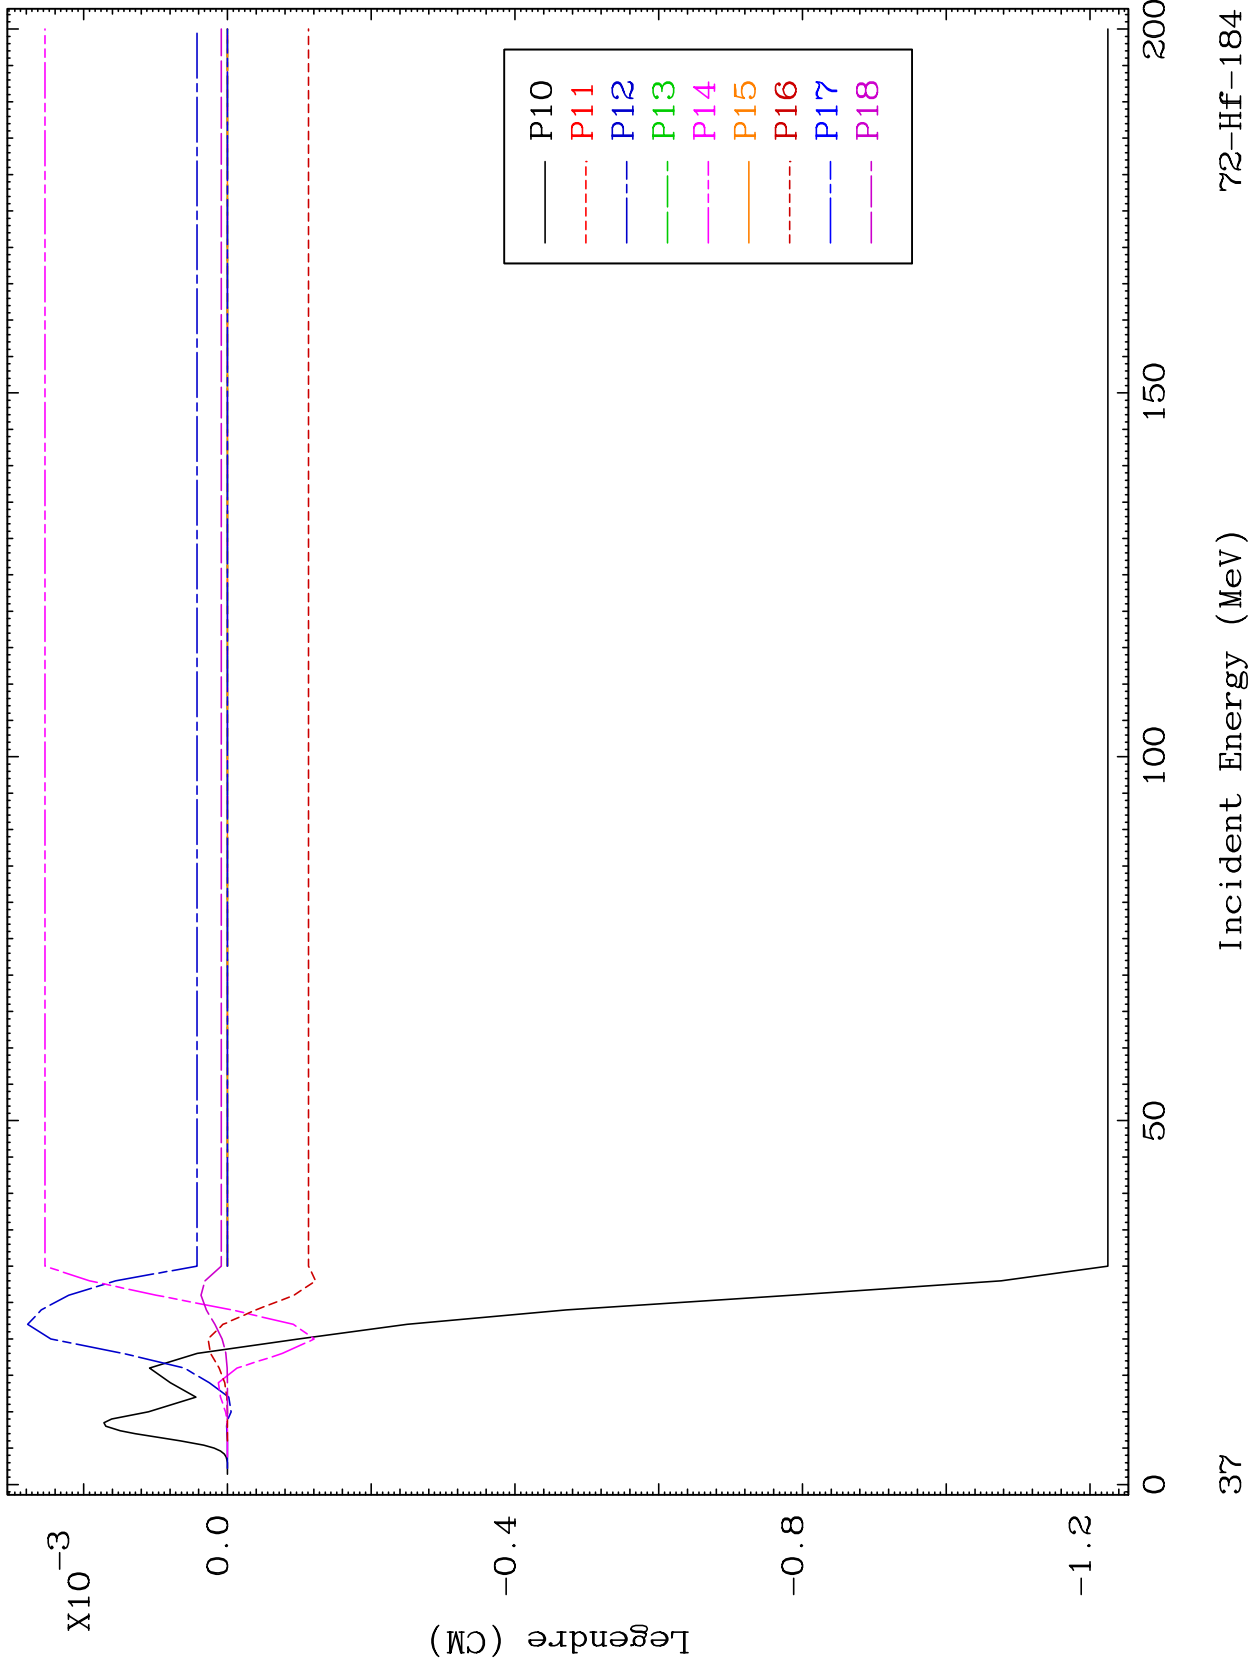 X10-3
0.0
-0.4
-0.8
-1.2
Legendre (CM)
P10
P11
P12
P13
P14
P15
P16
P17
P18
0
50
100
150
200
Incident Energy (MeV)
37
72-Hf-184